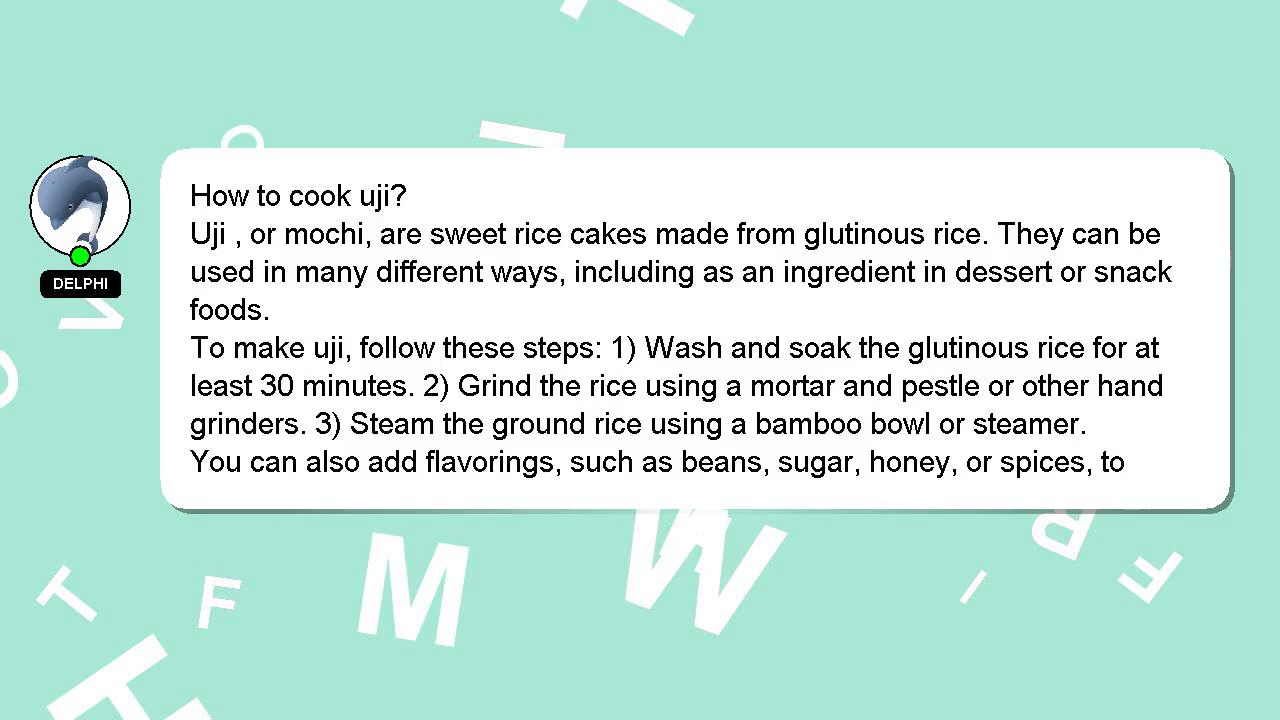 How to cook uji?
Uji , or mochi, are sweet rice cakes made from glutinous rice. They can be
used in many different ways, including as an ingredient in dessert or snack
foods.
To make uji, follow these steps: 1) Wash and soak the glutinous rice for at
least 30 minutes. 2) Grind the rice using a mortar and pestle or other hand
grinders. 3) Steam the ground rice using a bamboo bowl or steamer.
You can also add flavorings, such as beans, sugar, honey, or spices, to
DELPHI
T
F
M
W
R
I
F
H